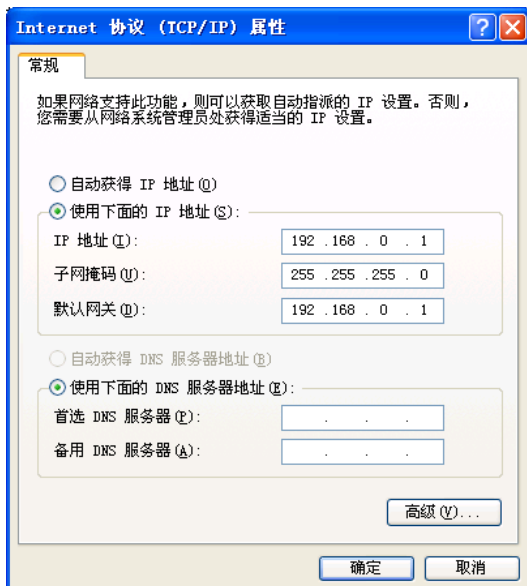 Internet 协议 (TCP/IP) 属性
常规
如果网络支持此功能，则可以获取自动指派的 IP 设置。否则，
您需要从网络系统管理员处获得适当的 IP 设置。
自动获得 IP 地址(O)
使用下面的 IP 地址(S):
IP 地址(I): 192 .168 . 0 . 1
子网掩码(U): 255 .255 .255 . 0
默认网关(D): 192 .168 . 0 . 1
自动获得 DNS 服务器地址(B)
使用下面的 DNS 服务器地址(E):
首选 DNS 服务器(P): . . .
备用 DNS 服务器(A): . . .
高级(V)...
确定 取消